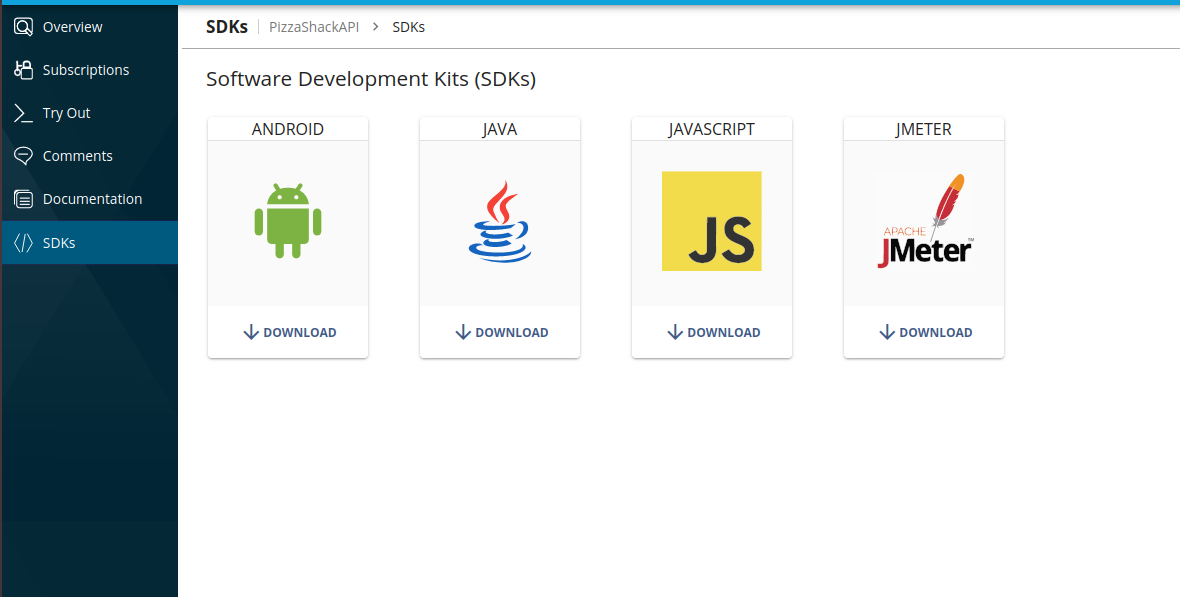 Overview
Subscriptions
Try Out
Comments
Documentation
SDKs
SDKs PizzaShackAPI > SDKs
Software Development Kits (SDKs)
ANDROID
DOWNLOAD
JAVA
DOWNLOAD
JAVASCRIPT
JS
DOWNLOAD
JMETER
APACHE
JMeter™
DOWNLOAD